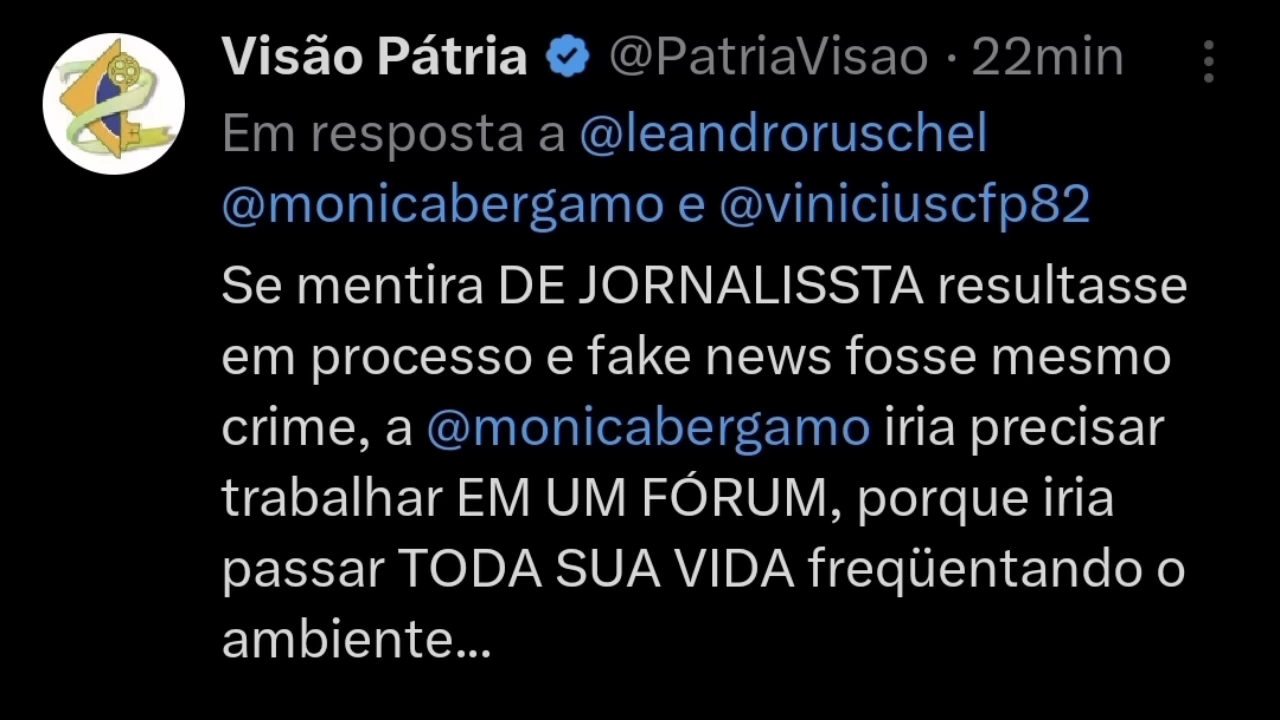 Visão Pátria @PatriaVisao · 22min
Em resposta a @leandroruschel
@monicabergamo e @viniciuscfp82
Se mentira DE JORNALISSTA resultasse
em processo e fake news fosse mesmo
crime, a @monicabergamo iria precisar
trabalhar EM UM FÓRUM, porque iria
passar TODA SUA VIDA freqüentando o
ambiente...